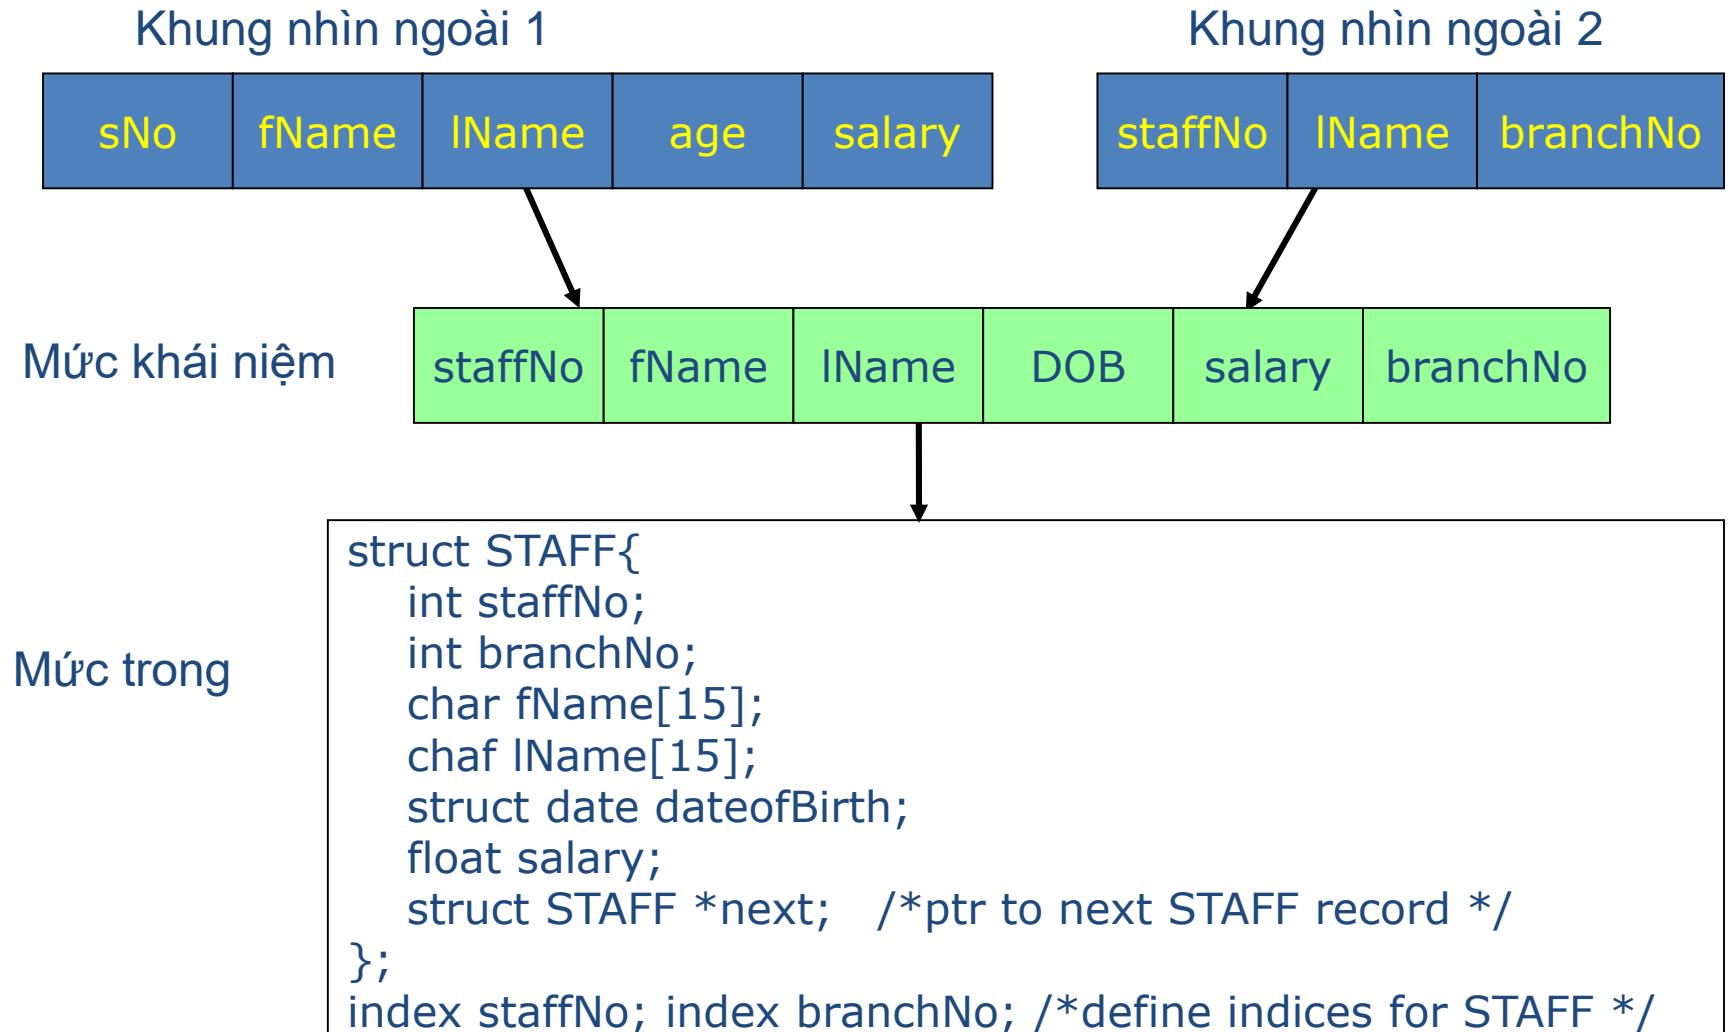 Khung nhìn ngoài 1
Khung nhìn ngoài 2
sNo fName lName age salary
staffNo lName branchNo
Mức khái niệm
staffNo fName lName DOB salary branchNo
Mức trong
struct STAFF{
int staffNo;
int branchNo;
char fName[15];
chaf lName[15];
struct date dateofBirth;
float salary;
struct STAFF *next; /*ptr to next STAFF record */
};
index staffNo; index branchNo; /*define indices for STAFF */